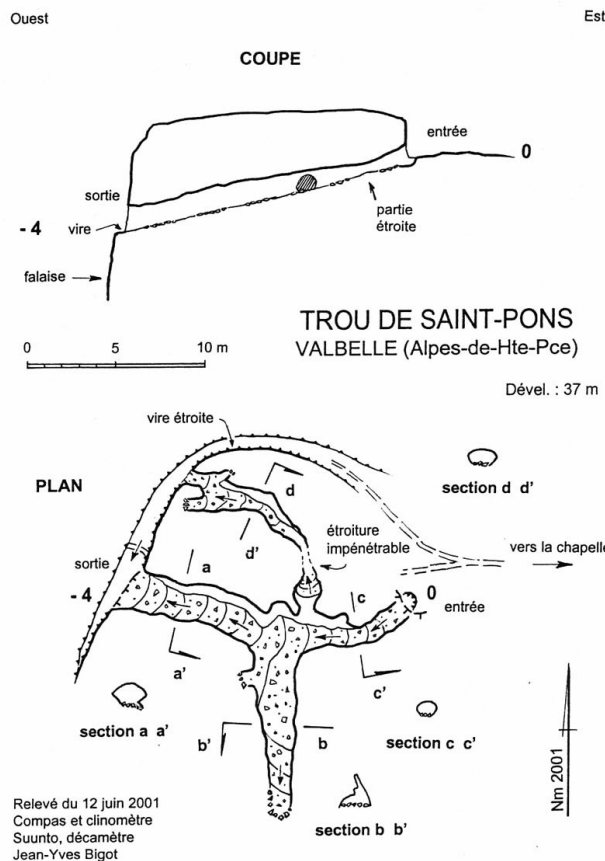 Ouest
Est
COUPE
entrée
0
sortie
- 4
vire
partie
étroite
falaise
TROU DE SAINT-PONS
VALBELLE (Alpes-de-Hte-Pce)
0 5 10 m
Dével. : 37 m
vire étroite
PLAN
d
section d d'
d'
étroiture
impénétrable
vers la chapelle
sortie
- 4
a
c
0
entrée
a'
c'
section a a'
b'
b
section c c'
section b b'
Nm 2001
Relevé du 12 juin 2001
Compas et clinomètre
Suunto, décamètre
Jean-Yves Bigot